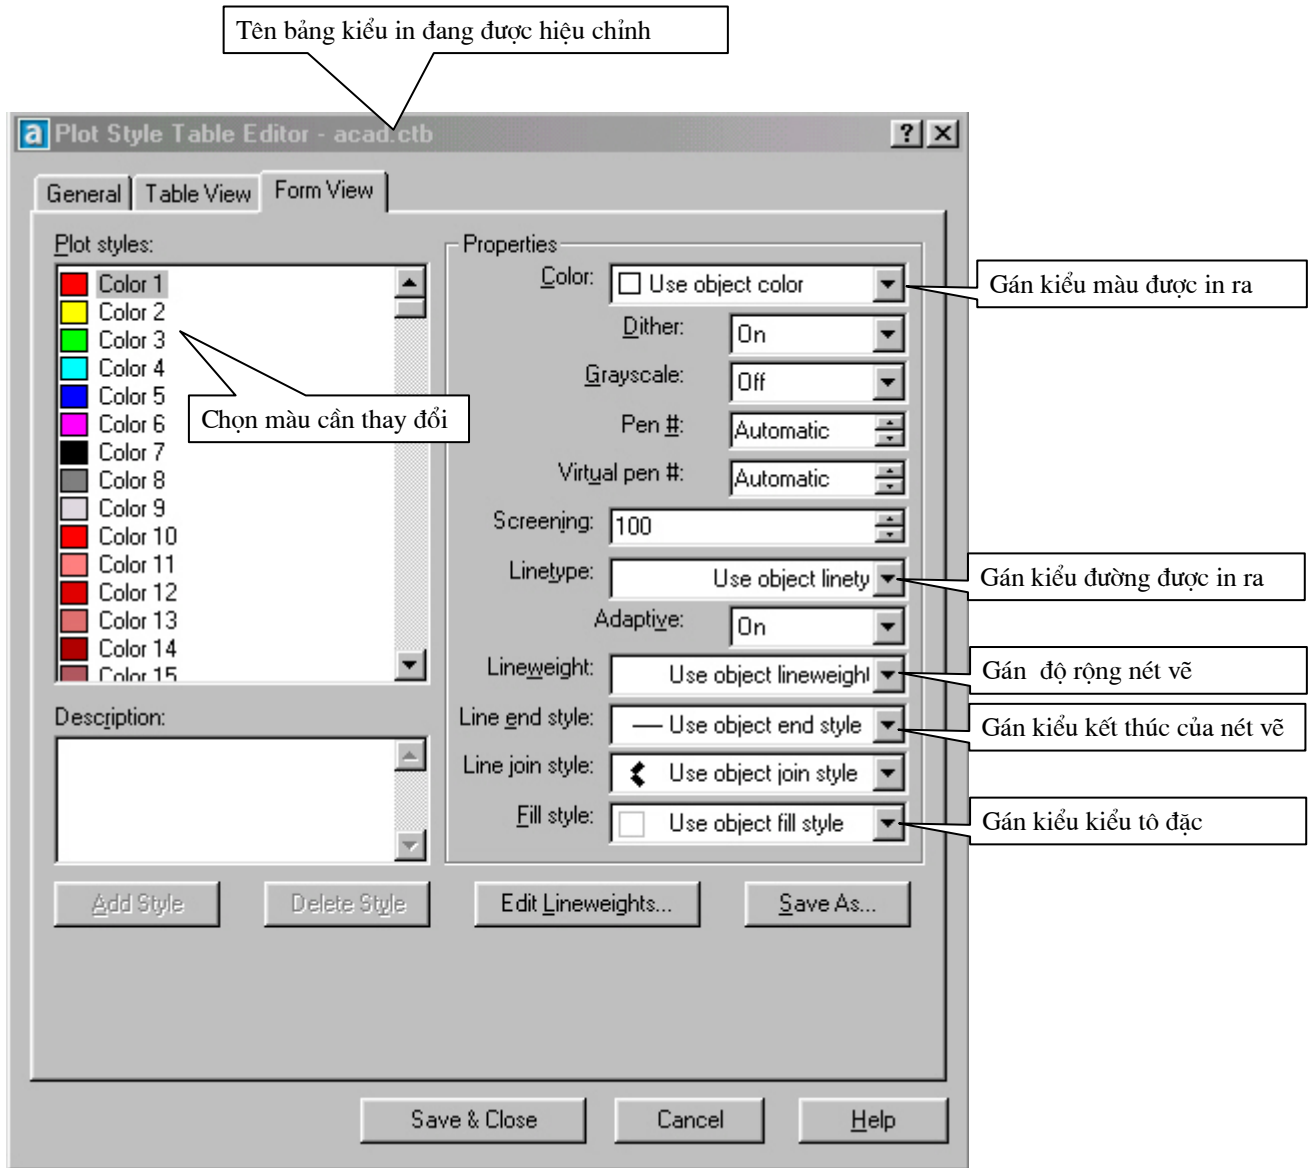 Tên bảng kiểu in đang được hiệu chỉnh
Plot Style Table Editor - acad.ctb
General
Table View
Form View
Plot styles:
Color 1
Color 2
Color 3
Color 4
Color 5
Color 6
Color 7
Color 8
Color 9
Color 10
Color 11
Color 12
Color 13
Color 14
Color 15
Chọn màu cần thay đổi
Description:
Properties
Color: Use object color
Gán kiểu màu được in ra
Dither: On
Grayscale: Off
Pen #: Automatic
Virtual pen #: Automatic
Screening: 100
Linetype: Use object linety
Gán kiểu đường được in ra
Adaptive: On
Lineweight: Use object lineweight
Gán độ rộng nét vẽ
Line end style: Use object end style
Gán kiểu kết thúc của nét vẽ
Line join style: Use object join style
Fill style: Use object fill style
Gán kiểu kiểu tô đặc
Add Style
Delete Style
Edit Lineweights...
Save As...
Save & Close
Cancel
Help